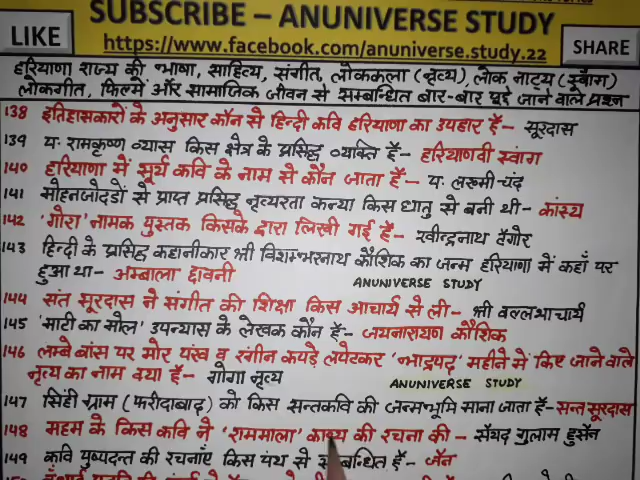 SUBSCRIBE – ANUNIVERSE STUDY
LIKE
https://www.facebook.com/anuniverse.study.22
SHARE
हरियाणा राज्य की भाषा, साहित्य, संगीत, लोककला (नृत्य), लोक नाट्य (स्वांग)
लोकगीत, फिल्में और सामाजिक जीवन से सम्बन्धित बार-बार पूछे जाने वाले प्रश्न
138 इतिहासकारों के अनुसार कौन से हिन्दी कवि हरियाणा का उपहार है- सूरदास
139 पं. रामकृष्ण व्यास किस क्षेत्र के प्रसिद्ध व्यक्ति है- हरियाणवी स्वांग
140 हरियाणा में सूर्य कवि के नाम से कौन जाता है- पं. लखमी चंद
141 मोहनजोदडों से प्राप्त प्रसिद्ध नृत्यरता कन्या किस धातु से बनी थी- कांस्य
142 'गोरा' नामक पुस्तक किसके द्वारा लिखी गई है- रवीन्द्रनाथ टैगोर
143 हिन्दी के प्रसिद्ध कहानीकार श्री विशम्भरनाथ कौशिक का जन्म हरियाणा में कहाँ पर
हुआ था- अम्बाला छावनी
ANUNIVERSE STUDY
144 संत सूरदास ने संगीत की शिक्षा किस आचार्य से ली- श्री वल्लभाचार्य
145 'माटी का मोल' उपन्यास के लेखक कौन है- जयनारायण कौशिक
146 लम्बे बांस पर मोर पंख व रंगीन कपड़े लपेटकर 'भाद्रपद' महीने में किए जाने वाले
नृत्य का नाम क्या है- गोगा नृत्य
ANUNIVERSE STUDY
147 सिंही ग्राम (फरीदाबाद) को किस सन्तकवि की जन्मभूमि माना जाता है- सन्त सूरदास
148 महम के किस कवि ने 'राममाला' काव्य की रचना की- सैयद गुलाम हुसैन
149 कवि पुष्पदन्त की रचनाएँ किस पंथ से सम्बन्धित है- जैन